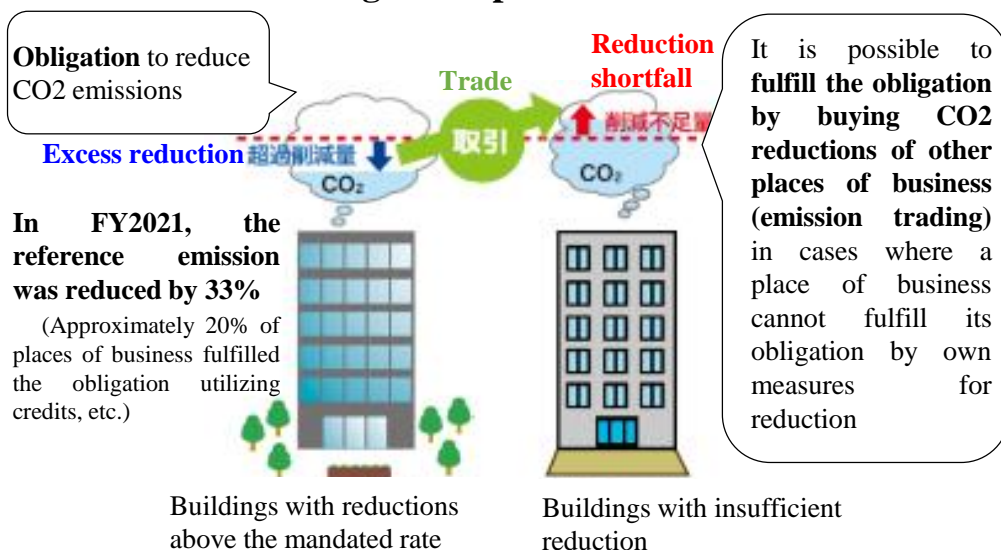 Obligation to reduce
CO2 emissions
Trade
Reduction
shortfall
取引
削減不足量
Excess reduction
超過削減量
CO₂
CO₂
In FY2021, the
reference emission
was reduced by 33%
(Approximately 20% of
places of business fulfilled
the obligation utilizing
credits, etc.)
It is possible to
fulfill the obligation
by buying CO2
reductions of other
places of business
(emission trading)
in cases where a
place of business
cannot fulfill its
obligation by own
measures for
reduction
Buildings with reductions
above the mandated rate
Buildings with insufficient
reduction